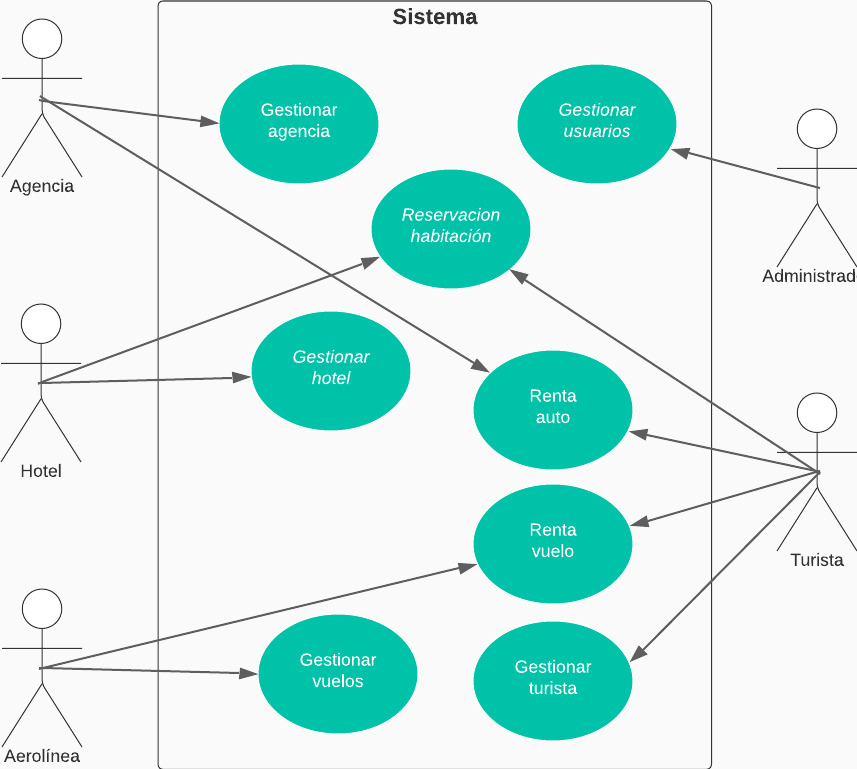 Sistema
Gestionar
agencia
Gestionar
usuarios
Agencia
Reservacion
habitación
Administrado
Gestionar
hotel
Renta
auto
Hotel
Renta
vuelo
Turista
Gestionar
vuelos
Gestionar
turista
Aerolínea